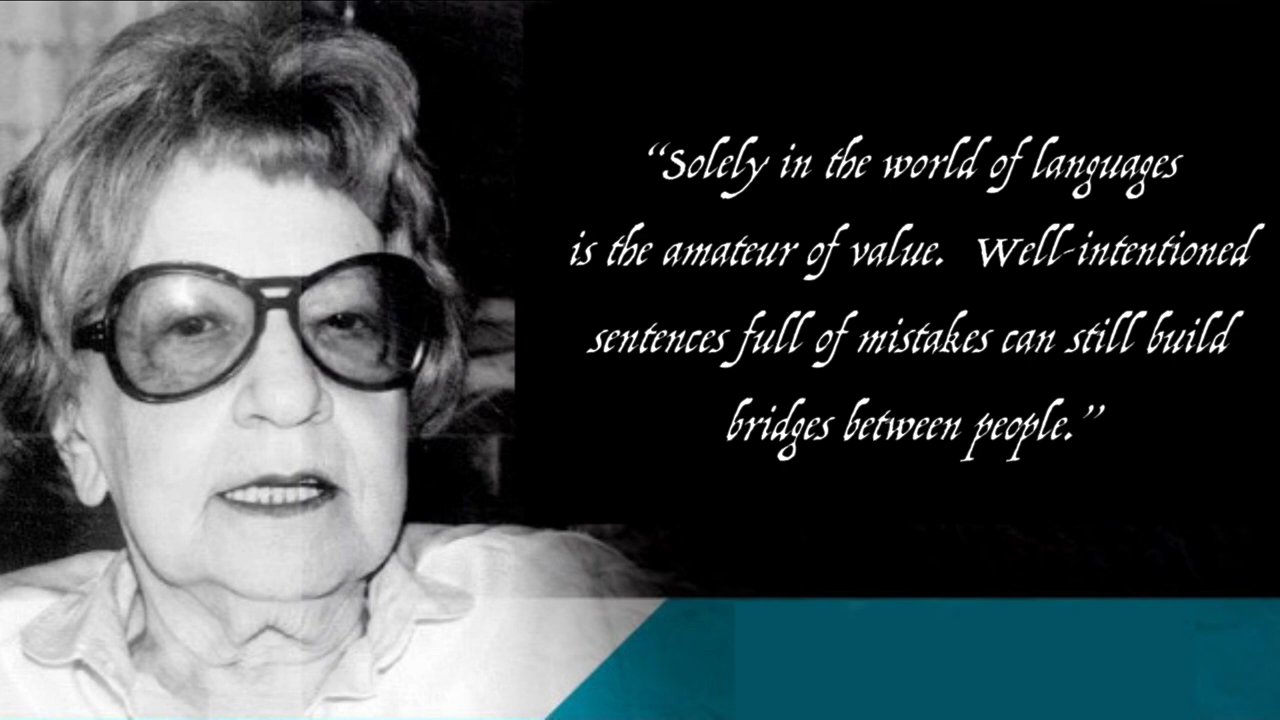 “Solely in the world of languages
is the amateur of value. Well-intentioned
sentences full of mistakes can still build
bridges between people.”